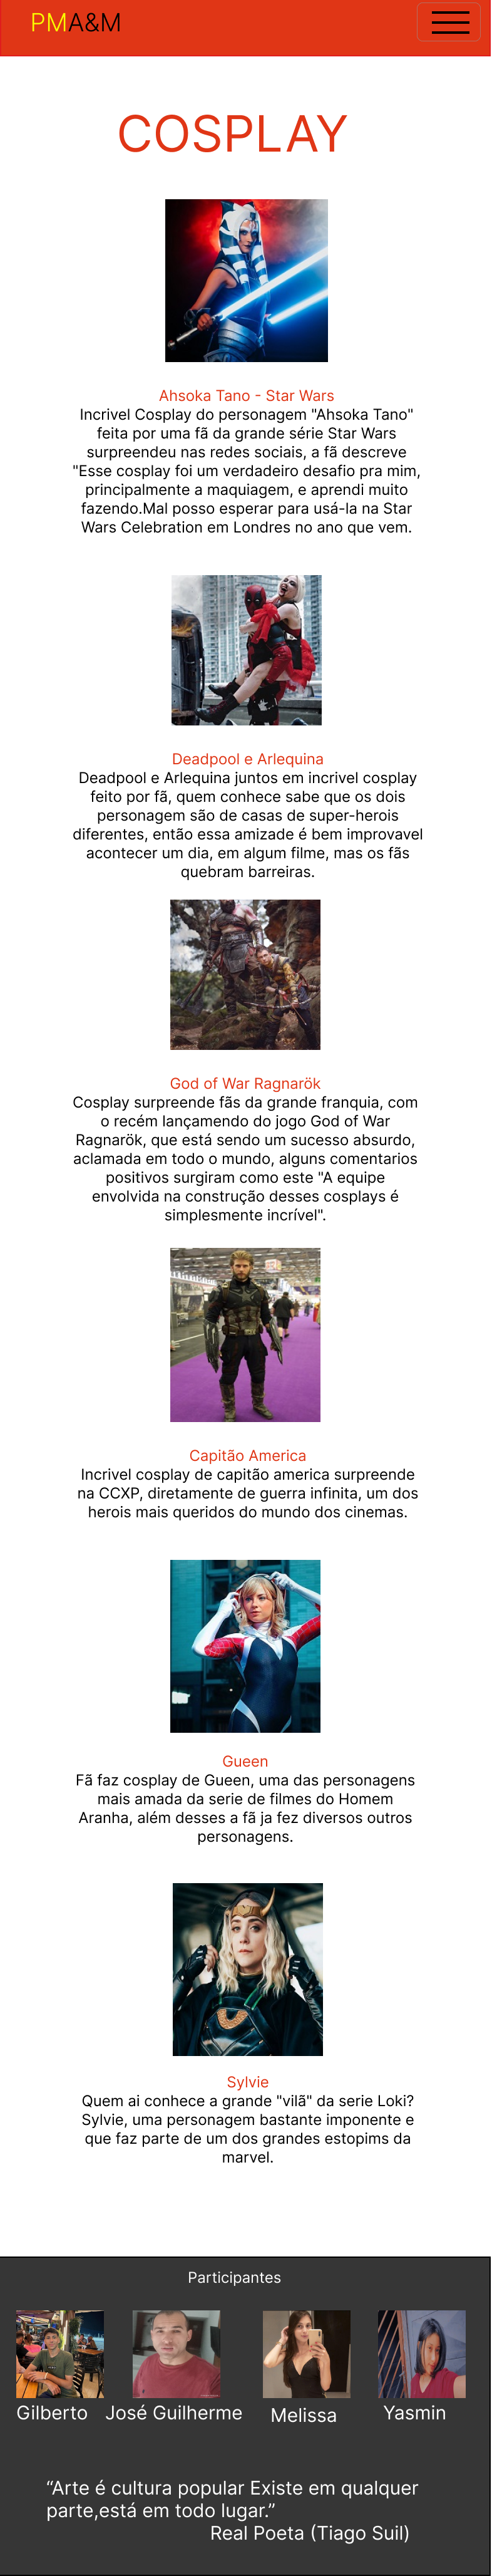 PMA&M
COSPLAY
Ahsoka Tano - Star Wars
Incrivel Cosplay do personagem "Ahsoka Tano"
feita por uma fã da grande série Star Wars
surpreendeu nas redes sociais, a fã descreve
"Esse cosplay foi um verdadeiro desafio pra mim,
principalmente a maquiagem, e aprendi muito
fazendo.Mal posso esperar para usá-la na Star
Wars Celebration em Londres no ano que vem.
Deadpool e Arlequina
Deadpool e Arlequina juntos em incrivel cosplay
feito por fã, quem conhece sabe que os dois
personagem são de casas de super-herois
diferentes, então essa amizade é bem improvavel
acontecer um dia, em algum filme, mas os fãs
quebram barreiras.
God of War Ragnarök
Cosplay surpreende fãs da grande franquia, com
o recém lançamento do jogo God of War
Ragnarök, que está sendo um sucesso absurdo,
aclamada em todo o mundo, alguns comentarios
positivos surgiram como este "A equipe
envolvida na construção desses cosplays é
simplesmente incrível".
Capitão America
Incrivel cosplay de capitão america surpreende
na CCXP, diretamente de guerra infinita, um dos
herois mais queridos do mundo dos cinemas.
Gueen
Fã faz cosplay de Gueen, uma das personagens
mais amada da serie de filmes do Homem
Aranha, além desses a fã ja fez diversos outros
personagens.
Sylvie
Quem ai conhece a grande "vilã" da serie Loki?
Sylvie, uma personagem bastante imponente e
que faz parte de um dos grandes estopims da
marvel.
Participantes
Gilberto José Guilherme Melissa Yasmin
“Arte é cultura popular Existe em qualquer
parte,está em todo lugar.”
Real Poeta (Tiago Suil)